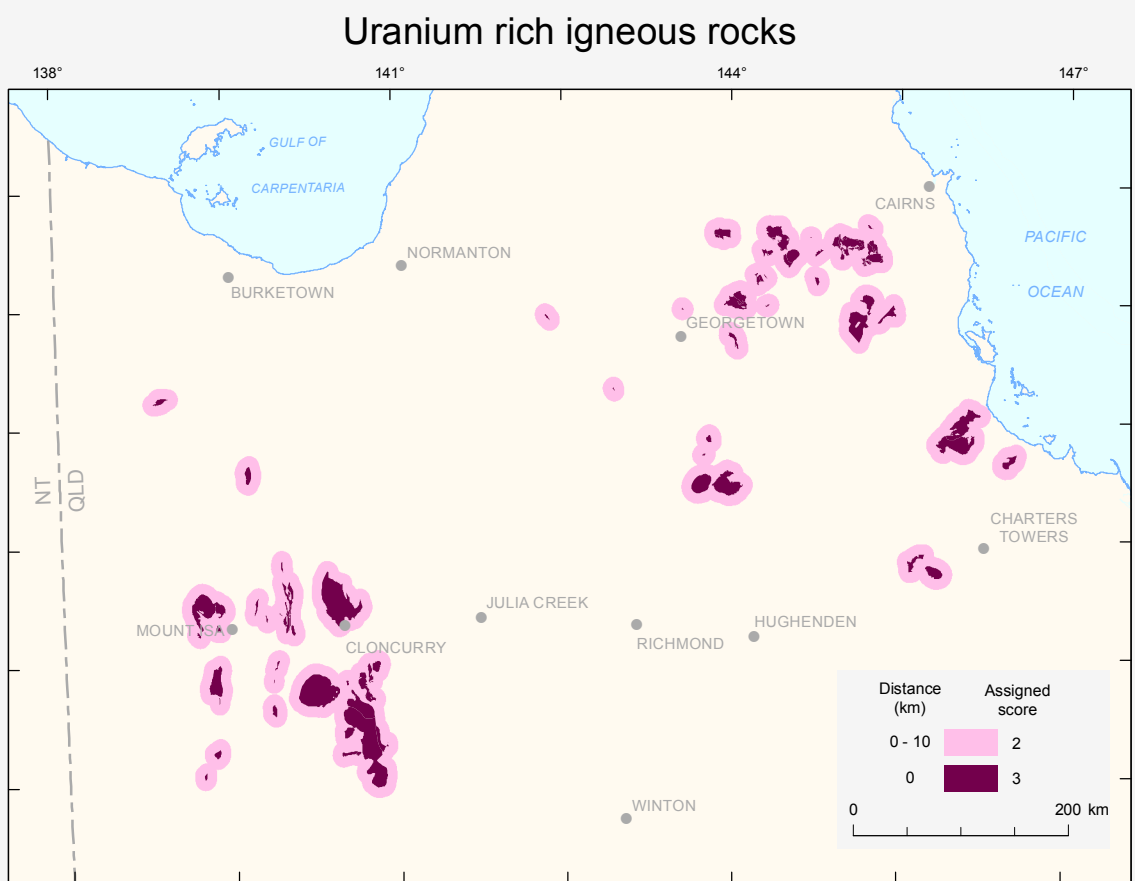 Uranium rich igneous rocks
138° 141° 144° 147°
GULF OF
CARPENTARIA
CAIRNS
PACIFIC
OCEAN
NORMANTON
BURKETOWN
GEORGETOWN
NT
QLD
CHARTERS
TOWERS
JULIA CREEK
HUGHENDEN
MOUNT ISA
RICHMOND
CLONCURRY
WINTON
Distance
(km)
Assigned
score
0 - 10 2
0 3
0 200 km